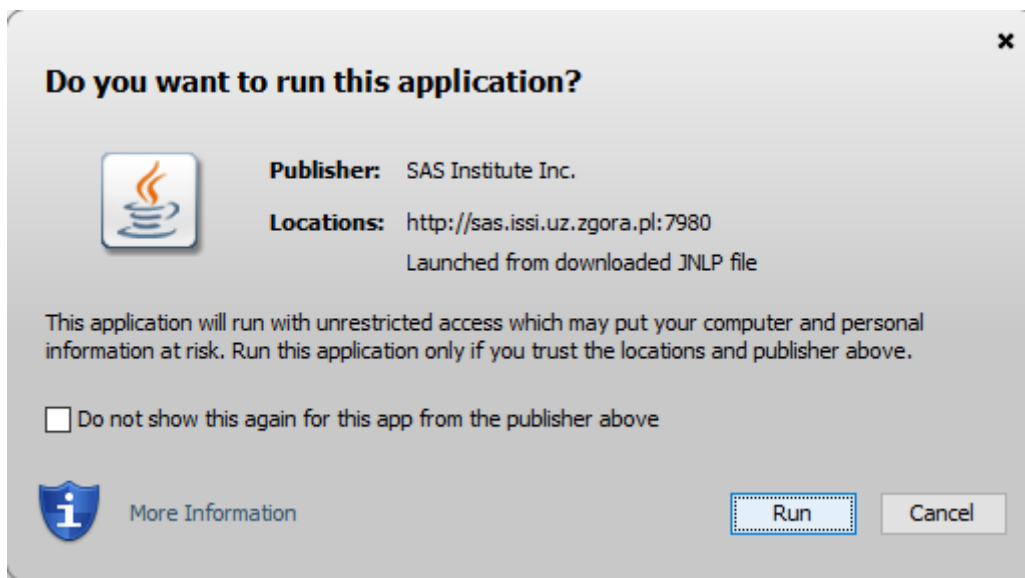 Do you want to run this application?
Publisher: SAS Institute Inc.
Locations: http://sas.issi.uz.zgora.pl:7980
Launched from downloaded JNLP file
This application will run with unrestricted access which may put your computer and personal
information at risk. Run this application only if you trust the locations and publisher above.
Do not show this again for this app from the publisher above
More Information
Run
Cancel